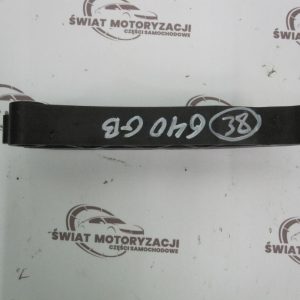 ŚWIAT MOTORYZACJI
CZĘŚCI SAMOCHODOWE
640 GB
38
ŚWIAT MOTORYZACJI
CZĘŚCI SAMOCHODOWE